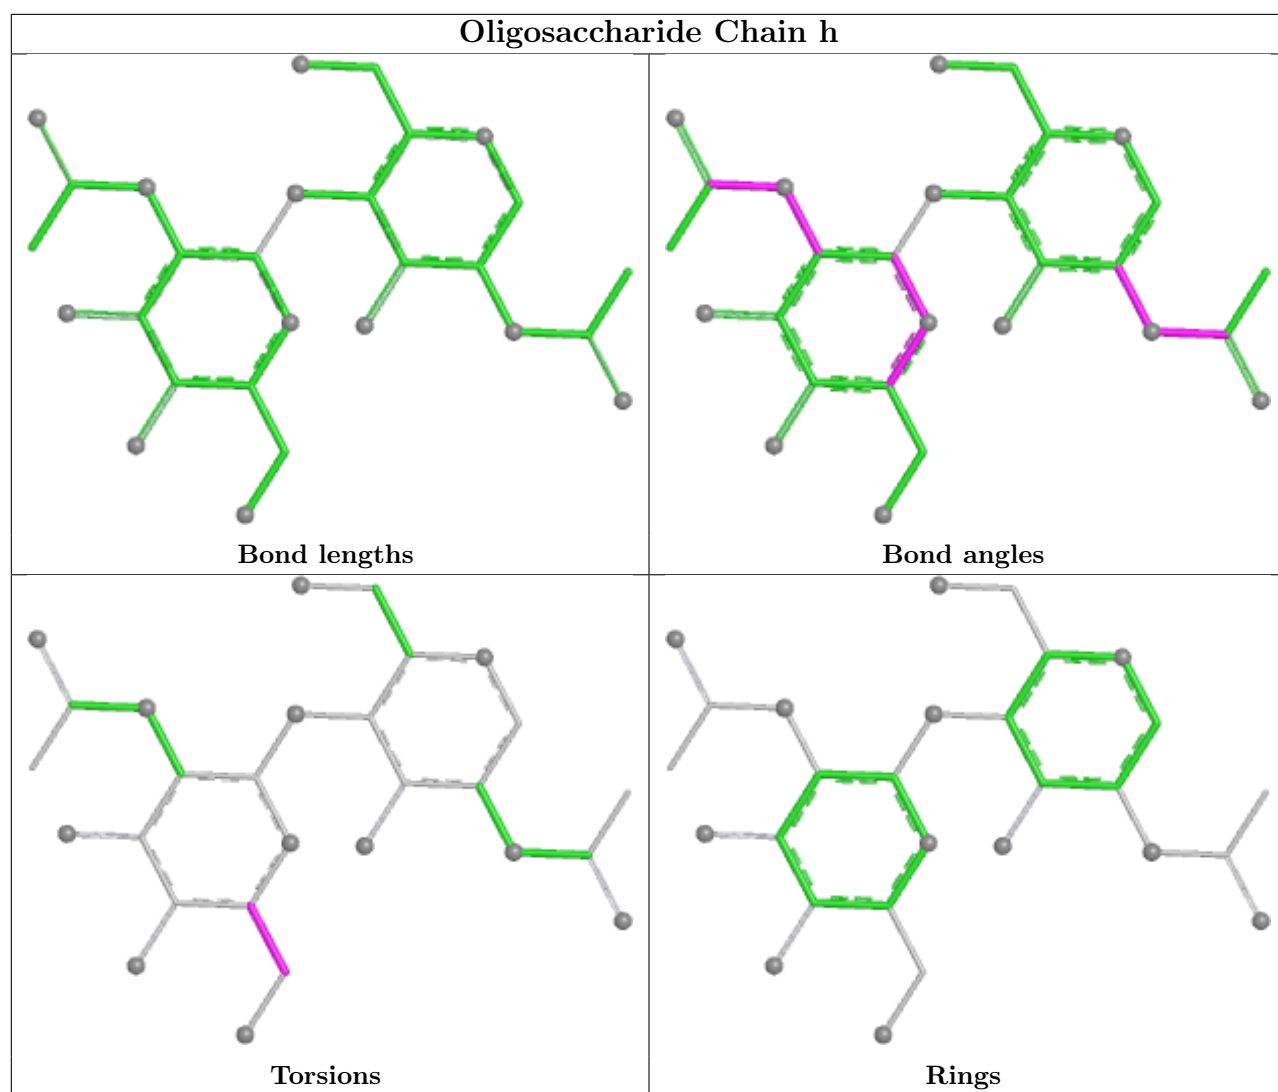 Oligosaccharide Chain h
Bond lengths
Bond angles
Torsions
Rings